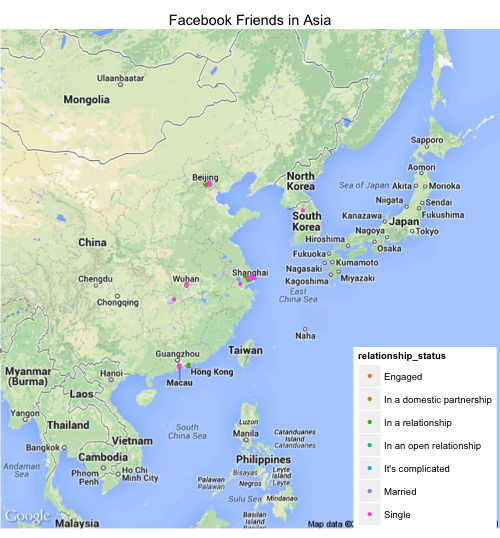 Facebook Friends in Asia
Ulaanbaatar
Mongolia
Sapporo
Aomori
Beijing
North
Korea
Sea of Japan
Akita
Morioka
Niigata
Sendai
Fukushima
South
Korea
Kanazawa
Japan
Nagoya
Tokyo
Hiroshima
Osaka
China
Fukuoka
Kumamoto
Nagasaki
Kagoshima
Miyazaki
Chengdu
Wuhan
Shanghai
Chongqing
East
China Sea
Naha
Guangzhou
Taiwan
Hong Kong
Macau
Myanmar
(Burma)
Hanoi
Laos
Yangon
Thailand
South
China Sea
Luzon
Manila
Catanduanes
Island
Catanduanes
Bangkok
Vietnam
Cambodia
Andaman
Sea
Phnom
Penh
Ho Chi
Minh City
Philippines
Bisayas
Leyte
Island
Leyte
Palawan
Palawan
Negros
Sulu Sea
Mindanao
Basilan
Island
Basilan
Malaysia
Google
Map data ©2
relationship_status
Engaged
In a domestic partnership
In a relationship
In an open relationship
It's complicated
Married
Single